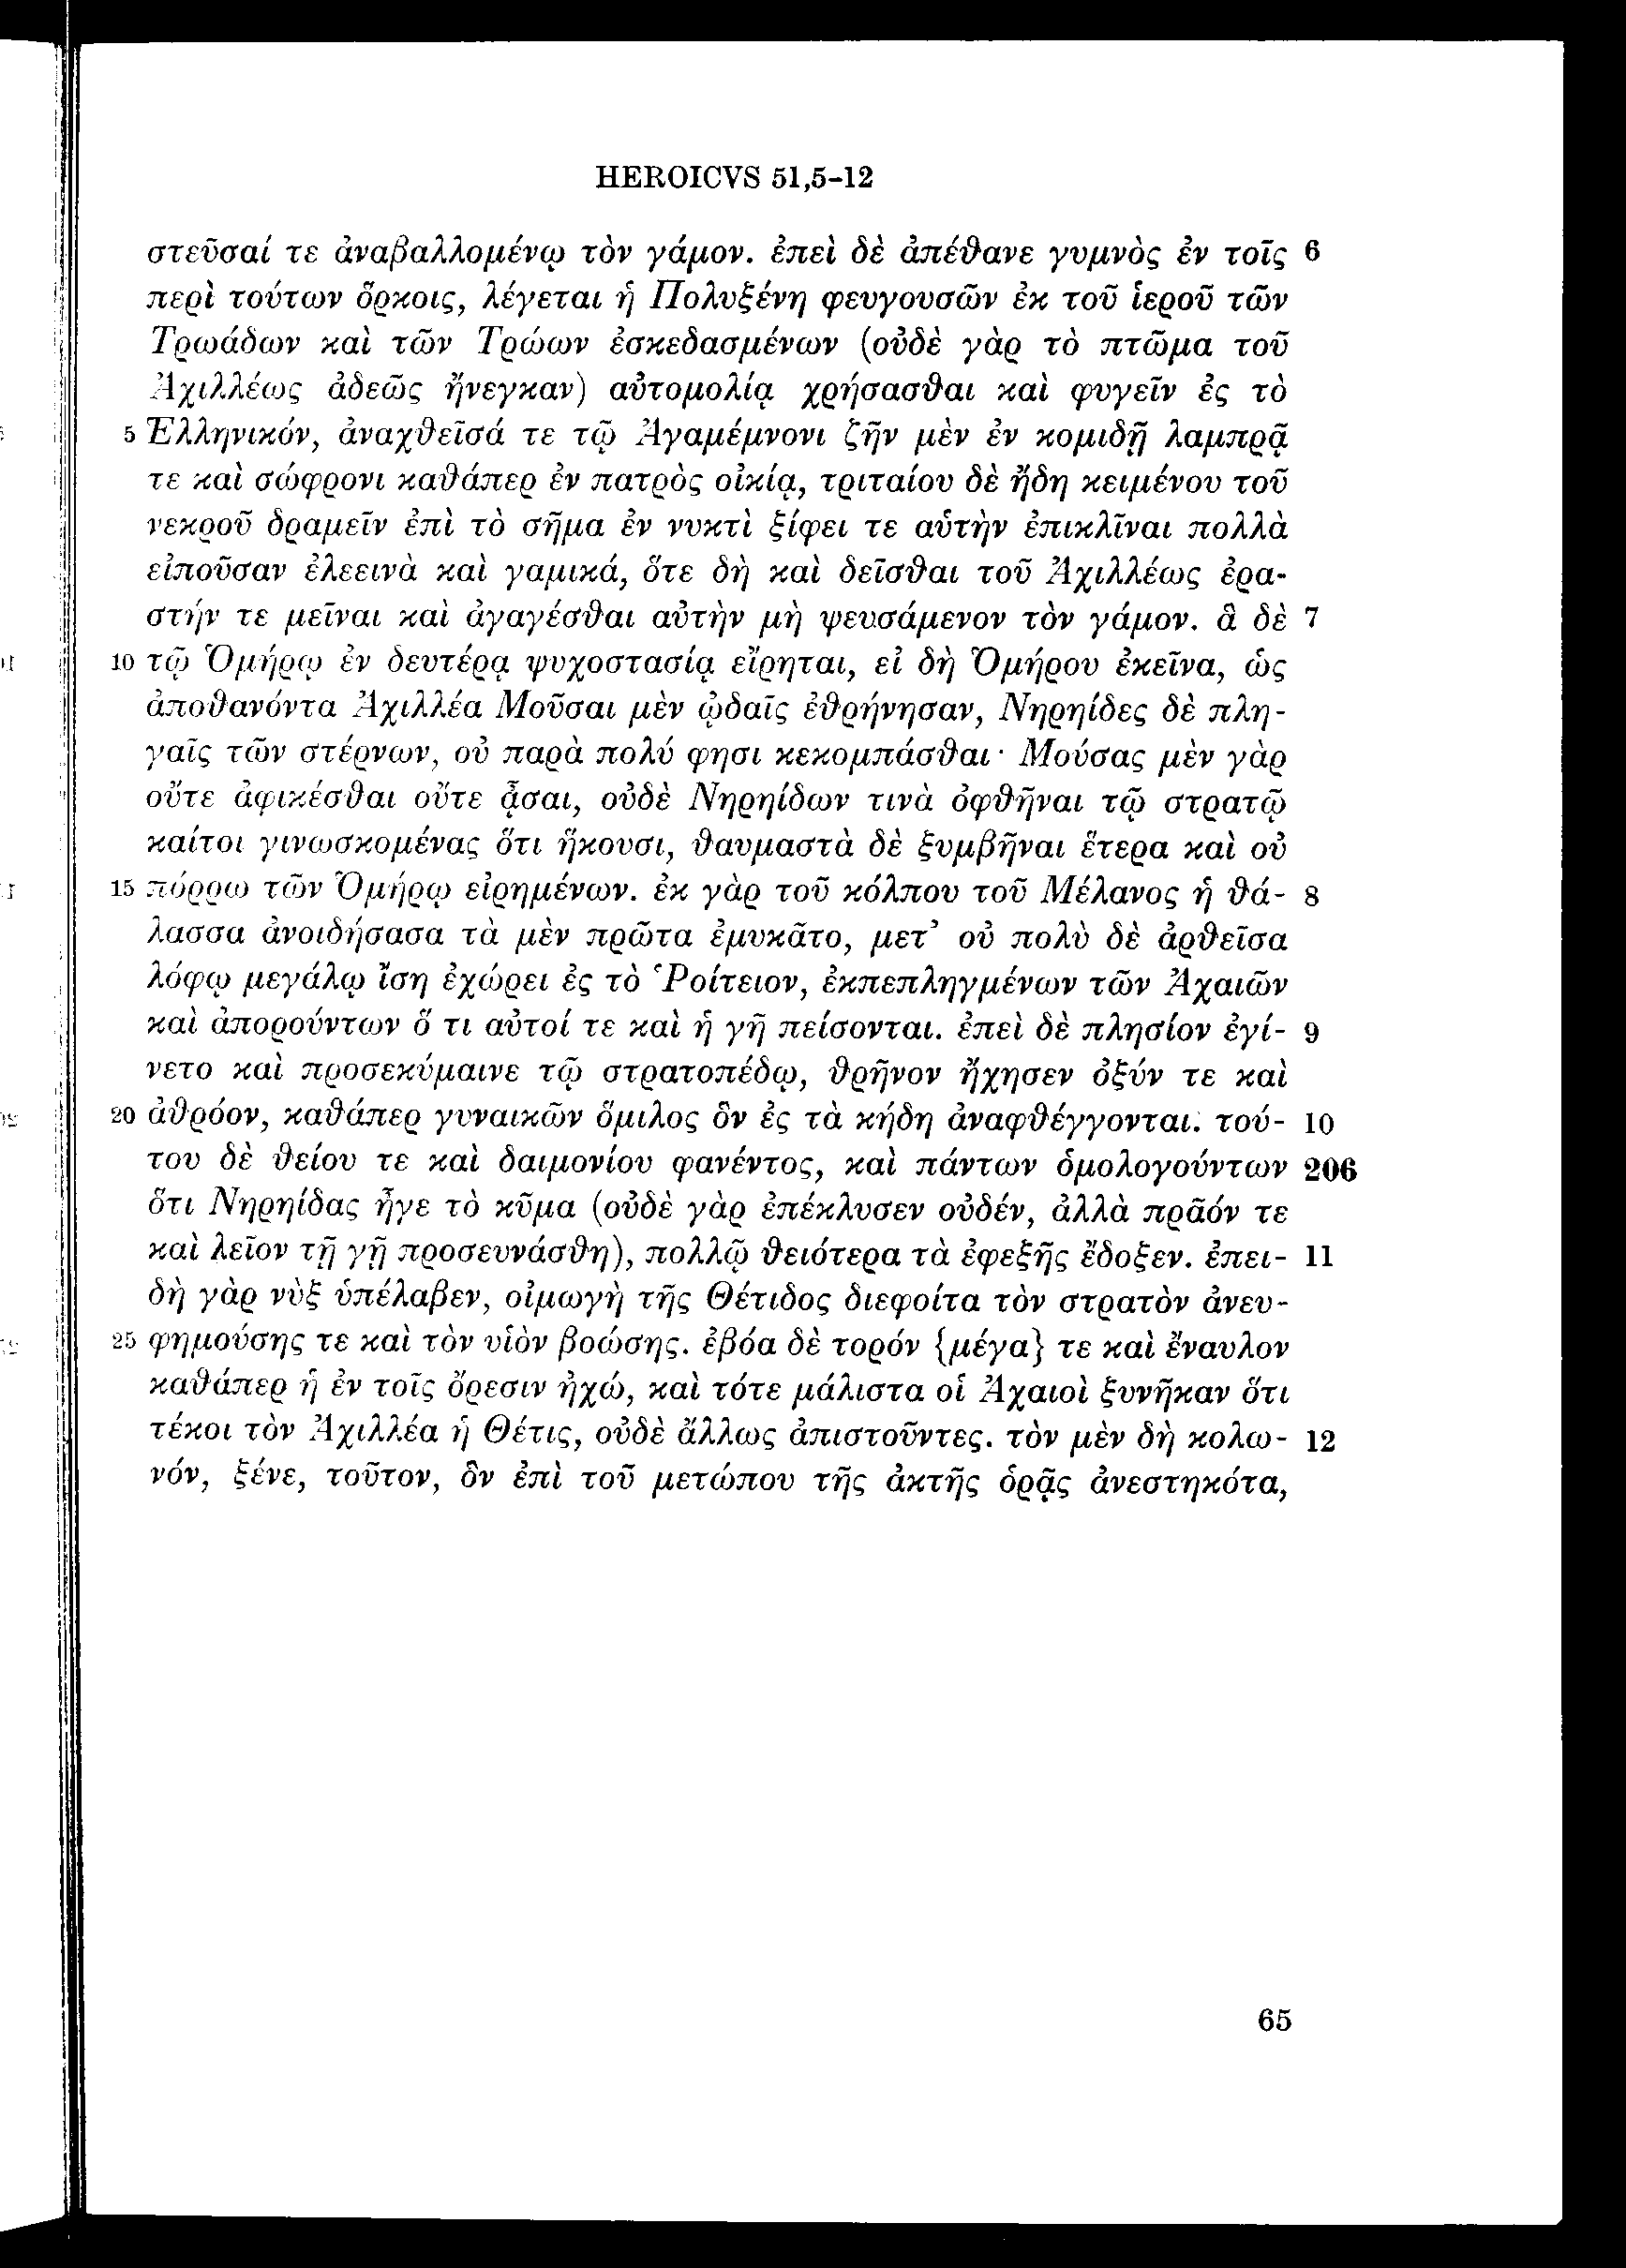 HEROICVS 51,5-12
στεῦσαί τε ἀναβαλλομένῳ τὸν γάμον. ἐπεὶ δὲ ἀπέθανε γυμνὸς ἐν τοῖς 6
περὶ τούτων ὅρκοις, λέγεται ἡ Πολυξένη φευγουσῶν ἐκ τοῦ ἱεροῦ τῶν
Τρωάδων καὶ τῶν Τρώων ἐσκεδασμένων (οὐδὲ γὰρ τὸ πτῶμα τοῦ
Ἀχιλλέως ἀδεῶς ἤνεγκαν) αὐτομολίᾳ χρήσασθαι καὶ φυγεῖν ἐς τὸ
5 Ἑλληνικόν, ἀναχθεῖσά τε τῷ Ἀγαμέμνονι ζῆν μὲν ἐν κομιδῇ λαμπρᾷ
τε καὶ σώφρονι καθάπερ ἐν πατρὸς οἰκίᾳ, τριταίου δὲ ἤδη κειμένου τοῦ
νεκροῦ δραμεῖν ἐπὶ τὸ σῆμα ἐν νυκτὶ ξίφει τε αὑτὴν ἐπικλῖναι πολλὰ
εἰποῦσαν ἐλεεινὰ καὶ γαμικά, ὅτε δὴ καὶ δεῖσθαι τοῦ Ἀχιλλέως ἐρα-
στήν τε μεῖναι καὶ ἀγαγέσθαι αὐτὴν μὴ ψευσάμενον τὸν γάμον. ἃ δὲ 7
10 τῷ Ὁμήρῳ ἐν δευτέρᾳ ψυχοστασίᾳ εἴρηται, εἰ δὴ Ὁμήρου ἐκεῖνα, ὡς
ἀποθανόντα Ἀχιλλέα Μοῦσαι μὲν ᾠδαῖς ἐθρήνησαν, Νηρηίδες δὲ πλη-
γαῖς τῶν στέρνων, οὐ παρὰ πολύ φησι κεκομπάσθαι· Μούσας μὲν γὰρ
οὔτε ἀφικέσθαι οὔτε ᾆσαι, οὐδὲ Νηρηίδων τινὰ ὀφθῆναι τῷ στρατῷ
καίτοι γινωσκομένας ὅτι ἥκουσι, θαυμαστὰ δὲ ξυμβῆναι ἕτερα καὶ οὐ
15 πόρρω τῶν Ὁμήρῳ εἰρημένων. ἐκ γὰρ τοῦ κόλπου τοῦ Μέλανος ἡ θά- 8
λασσα ἀνοιδήσασα τὰ μὲν πρῶτα ἐμυκᾶτο, μετ’ οὐ πολὺ δὲ ἀρθεῖσα
λόφῳ μεγάλῳ ἴση ἐχώρει ἐς τὸ Ῥοίτειον, ἐκπεπληγμένων τῶν Ἀχαιῶν
καὶ ἀπορούντων ὅ τι αὐτοί τε καὶ ἡ γῆ πείσονται. ἐπεὶ δὲ πλησίον ἐγί- 9
νετο καὶ προσεκύμαινε τῷ στρατοπέδῳ, θρῆνον ἤχησεν ὀξύν τε καὶ
20 ἀθρόον, καθάπερ γυναικῶν ὅμιλος ὃν ἐς τὰ κήδη ἀναφθέγγονται. τού- 10
του δὲ θείου τε καὶ δαιμονίου φανέντος, καὶ πάντων ὁμολογούντων 206
ὅτι Νηρηίδας ἦγε τὸ κῦμα (οὐδὲ γὰρ ἐπέκλυσεν οὐδέν, ἀλλὰ πρᾶόν τε
καὶ λεῖον τῇ γῇ προσευνάσθη), πολλῷ θειότερα τὰ ἐφεξῆς ἔδοξεν. ἐπει- 11
δὴ γὰρ νὺξ ὑπέλαβεν, οἰμωγὴ τῆς Θέτιδος διεφοίτα τὸν στρατὸν ἀνευ-
25 φημούσης τε καὶ τὸν υἱὸν βοώσης. ἐβόα δὲ τορόν {μέγα} τε καὶ ἔναυλον
καθάπερ ἡ ἐν τοῖς ὄρεσιν ἠχώ, καὶ τότε μάλιστα οἱ Ἀχαιοὶ ξυνῆκαν ὅτι
τέκοι τὸν Ἀχιλλέα ἡ Θέτις, οὐδὲ ἄλλως ἀπιστοῦντες. τὸν μὲν δὴ κολω- 12
νόν, ξένε, τοῦτον, ὃν ἐπὶ τοῦ μετώπου τῆς ἀκτῆς ὁρᾷς ἀνεστηκότα,
65